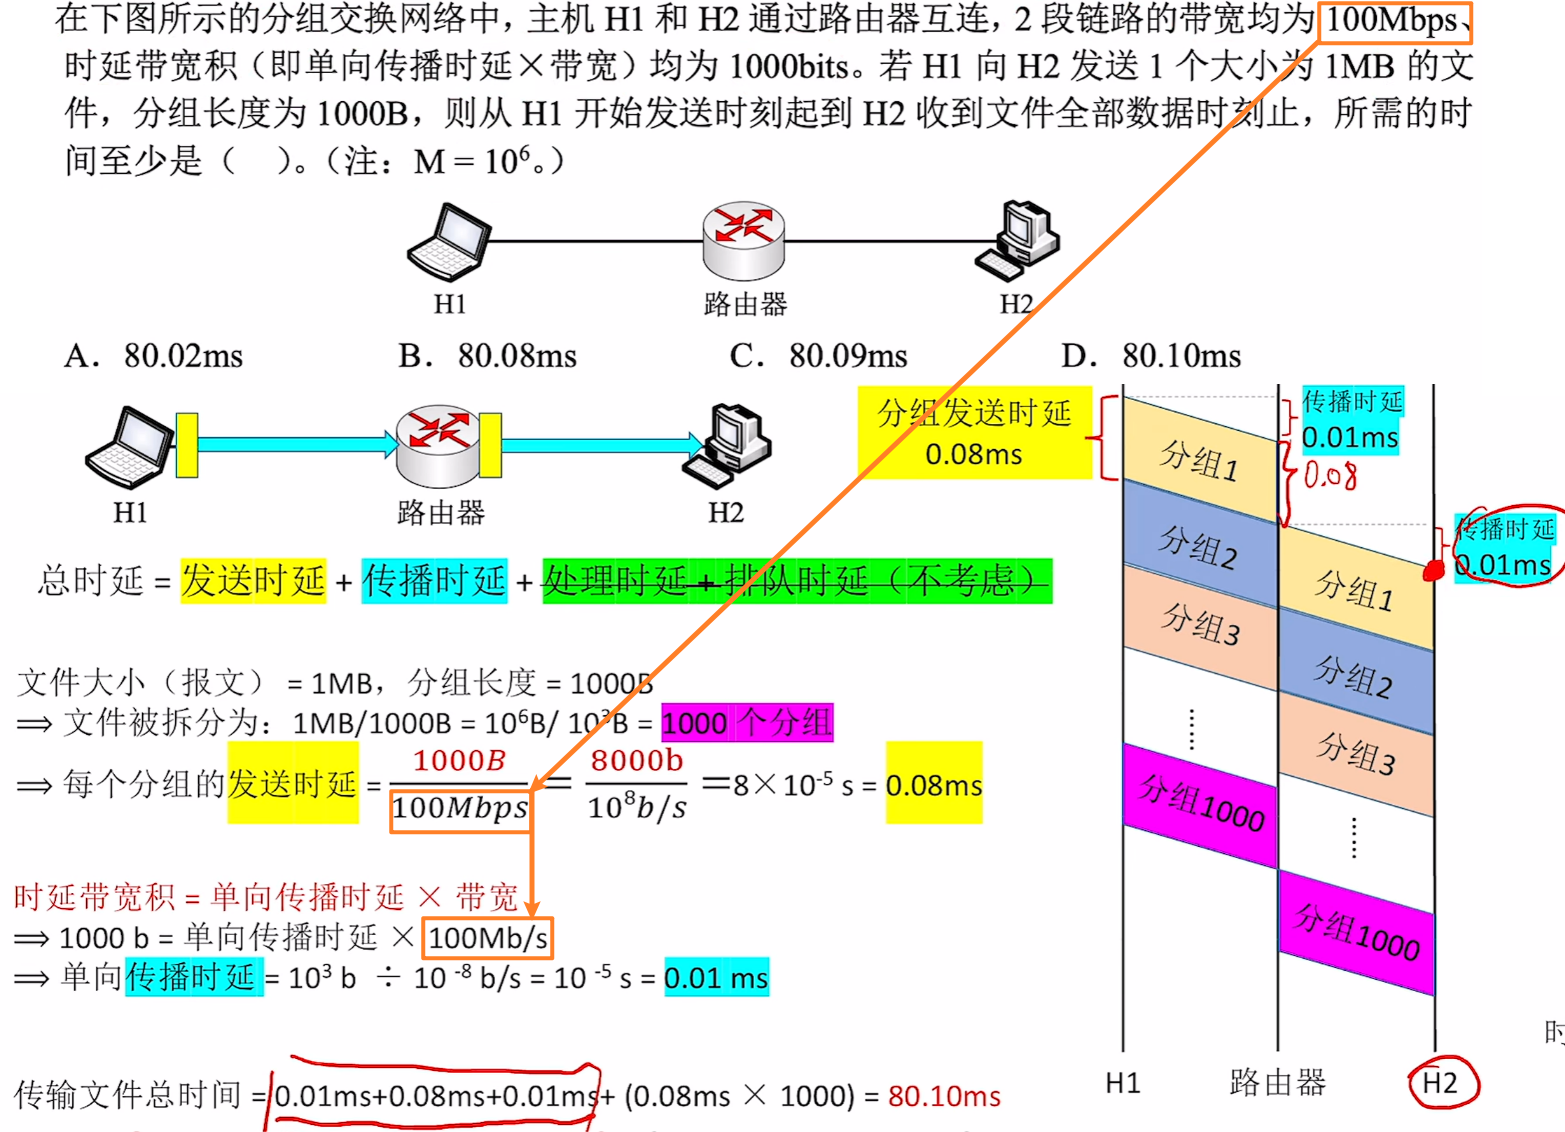 在下图所示的分组交换网络中，主机 H1 和 H2 通过路由器互连，2 段链路的带宽均为 100Mbps、
时延带宽积（即单向传播时延×带宽）均为 1000bits。若 H1 向 H2 发送 1 个大小为 1MB 的文
件，分组长度为 1000B，则从 H1 开始发送时刻起到 H2 收到文件全部数据时刻止，所需的时
间至少是（ ）。（注：M = 10⁶。）
H1 路由器 H2
A．80.02ms B．80.08ms C．80.09ms D．80.10ms
H1 路由器 H2
总时延 = 发送时延 + 传播时延 + 处理时延 + 排队时延（不考虑）
文件大小（报文） = 1MB，分组长度 = 1000B
⟹ 文件被拆分为：1MB/1000B = 10⁶B/ 10³B = 1000 个分组
⟹ 每个分组的发送时延 = 1000B / 100Mbps = 8000b / 10⁸b/s =8×10⁻⁵ s = 0.08ms
时延带宽积 = 单向传播时延 × 带宽
⟹ 1000 b = 单向传播时延 × 100Mb/s
⟹ 单向传播时延 = 10³ b ÷ 10 ⁻⁸ b/s = 10 ⁻⁵ s = 0.01 ms
传输文件总时间 = 0.01ms+0.08ms+0.01ms+ (0.08ms × 1000) = 80.10ms
分组发送时延
0.08ms
传播时延
0.01ms
0.08
传播时延
0.01ms
分组1
分组2
分组3
分组1000
分组1
分组2
分组3
分组1000
H1 路由器 H2
时